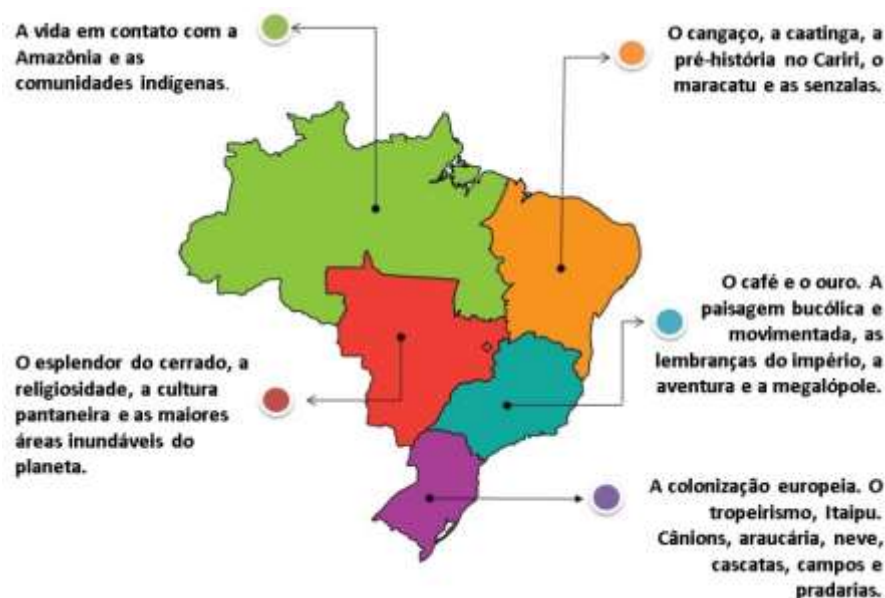 A vida em contato com a
Amazônia e as
comunidades indígenas.
O cangaço, a caatinga, a
pré-história no Cariri, o
maracatu e as senzalas.
O café e o ouro. A
paisagem bucólica e
movimentada, as
lembranças do império, a
aventura e a megalópole.
O esplendor do cerrado, a
religiosidade, a cultura
pantaneira e as maiores
áreas inundáveis do
planeta.
A colonização europeia. O
tropeirismo, Itaipu.
Cânions, araucária, neve,
cascatas, campos e
pradarias.